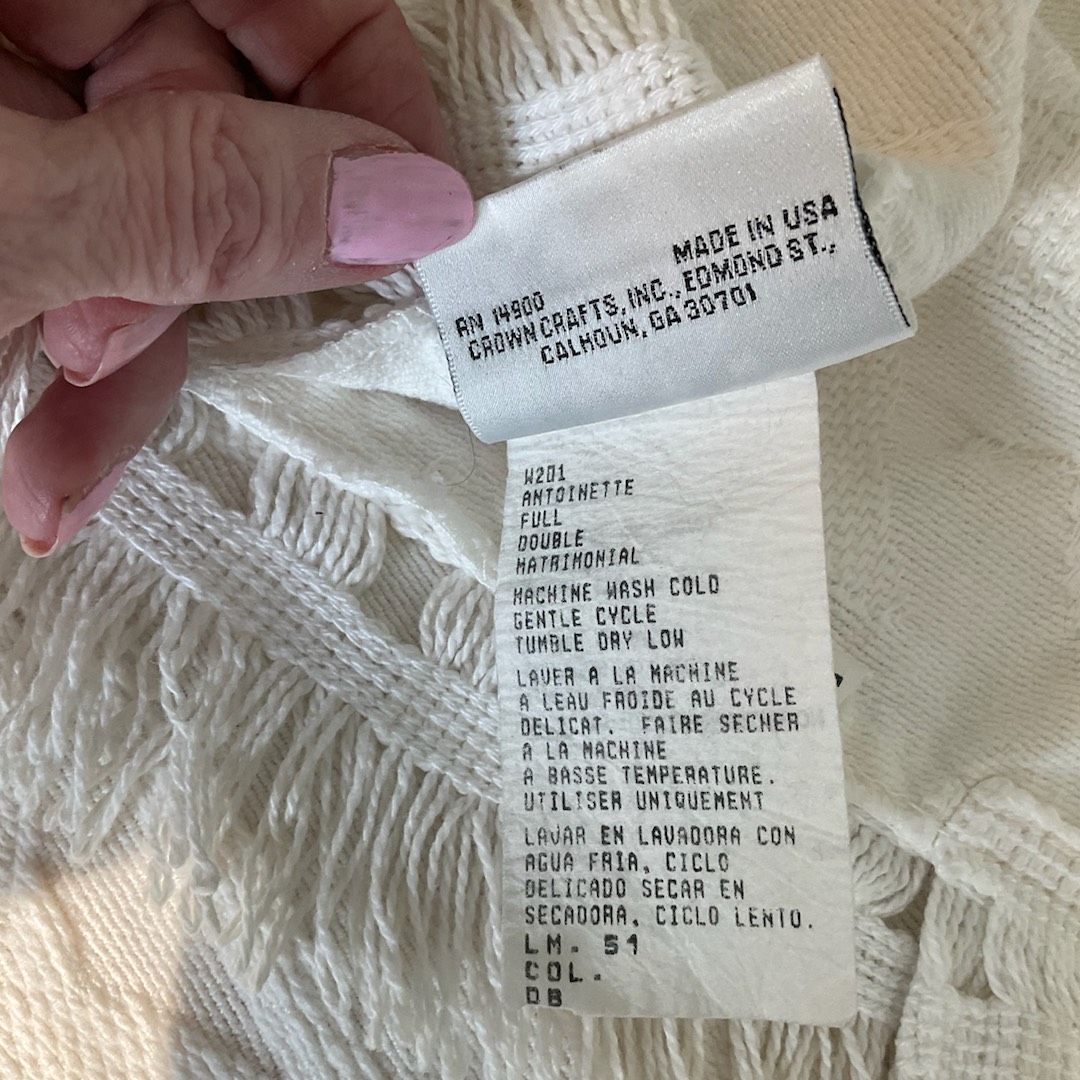 MADE IN USA
RN 14900
CROWN CRAFTS, INC., EDMOND ST.,
CALHOUN, GA 30701
W201
ANTOINETTE
FULL
DOUBLE
MATRIMONIAL
MACHINE WASH COLD
GENTLE CYCLE
TUMBLE DRY LOW
LAVER A LA MACHINE
A LEAU FROIDE AU CYCLE
DELICAT. FAIRE SECHER
A LA MACHINE
A BASSE TEMPERATURE.
UTILISER UNIQUEMENT
LAVAR EN LAVADORA CON
AGUA FRIA, CICLO
DELICADO SECAR EN
SECADORA, CICLO LENTO.
LM. 51
COL.
DB